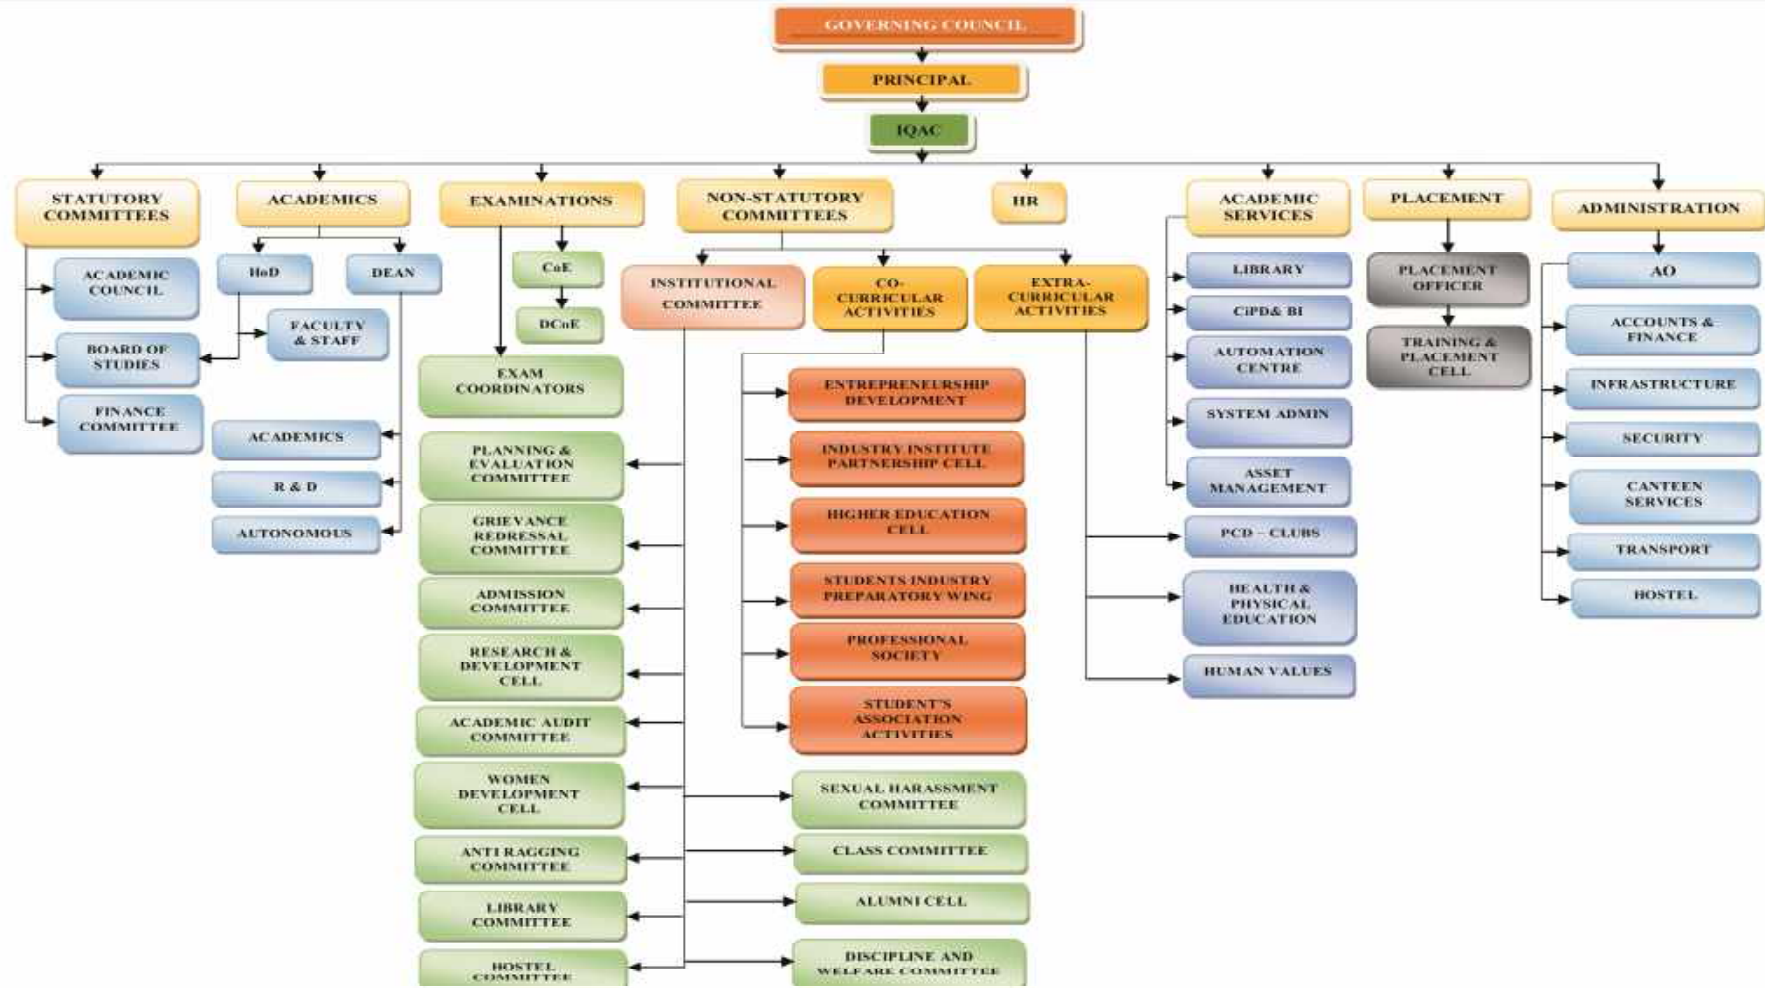 GOVERNING COUNCIL
PRINCIPAL
IQAC
STATUTORY
COMMITTEES
ACADEMICS
EXAMINATIONS
NON-STATUTORY
COMMITTEES
HR
ACADEMIC
SERVICES
PLACEMENT
ADMINISTRATION
ACADEMIC
COUNCIL
BOARD OF
STUDIES
FINANCE
COMMITTEE
HoD
DEAN
FACULTY
& STAFF
ACADEMICS
R & D
AUTONOMOUS
CoE
DCoE
EXAM
COORDINATORS
INSTITUTIONAL
COMMITTEE
CO-
CURRICULAR
ACTIVITIES
EXTRA-
CURRICULAR
ACTIVITIES
PLANNING &
EVALUATION
COMMITTEE
GRIEVANCE
REDRESSAL
COMMITTEE
ADMISSION
COMMITTEE
RESEARCH &
DEVELOPMENT
CELL
ACADEMIC AUDIT
COMMITTEE
WOMEN
DEVELOPMENT
CELL
ANTI RAGGING
COMMITTEE
LIBRARY
COMMITTEE
HOSTEL
COMMITTEE
ENTREPRENEURSHIP
DEVELOPMENT
INDUSTRY INSTITUTE
PARTNERSHIP CELL
HIGHER EDUCATION
CELL
STUDENTS INDUSTRY
PREPARATORY WING
PROFESSIONAL
SOCIETY
STUDENT'S
ASSOCIATION
ACTIVITIES
SEXUAL HARASSMENT
COMMITTEE
CLASS COMMITTEE
ALUMNI CELL
DISCIPLINE AND
WELFARE COMMITTEE
LIBRARY
CiPD& BI
AUTOMATION
CENTRE
SYSTEM ADMIN
ASSET
MANAGEMENT
PCD – CLUBS
HEALTH &
PHYSICAL
EDUCATION
HUMAN VALUES
PLACEMENT
OFFICER
TRAINING &
PLACEMENT
CELL
AO
ACCOUNTS &
FINANCE
INFRASTRUCTURE
SECURITY
CANTEEN
SERVICES
TRANSPORT
HOSTEL